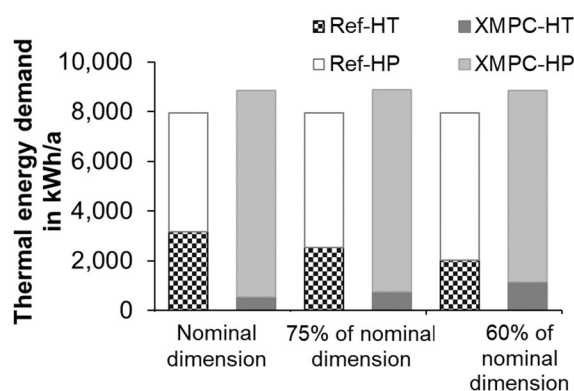 Ref-HT
XMPC-HT
Ref-HP
XMPC-HP
Thermal energy demand
in kWh/a
10,000
8,000
6,000
4,000
2,000
0
Nominal
dimension
75% of nominal
dimension
60% of
nominal
dimension